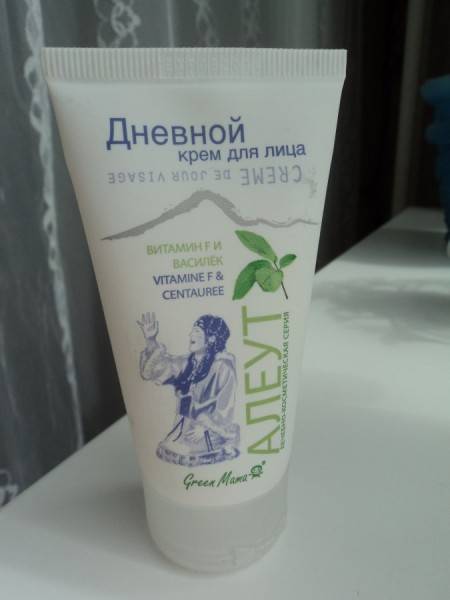 Дневной
крем для лица
CREME DE JOUR VISAGE
ВИТАМИН F И
ВАСИЛЁК
VITAMINE F &
CENTAUREE
АЛЕУТ
ЛЕЧЕБНО-КОСМЕТИЧЕСКАЯ СЕРИЯ
Green Mama